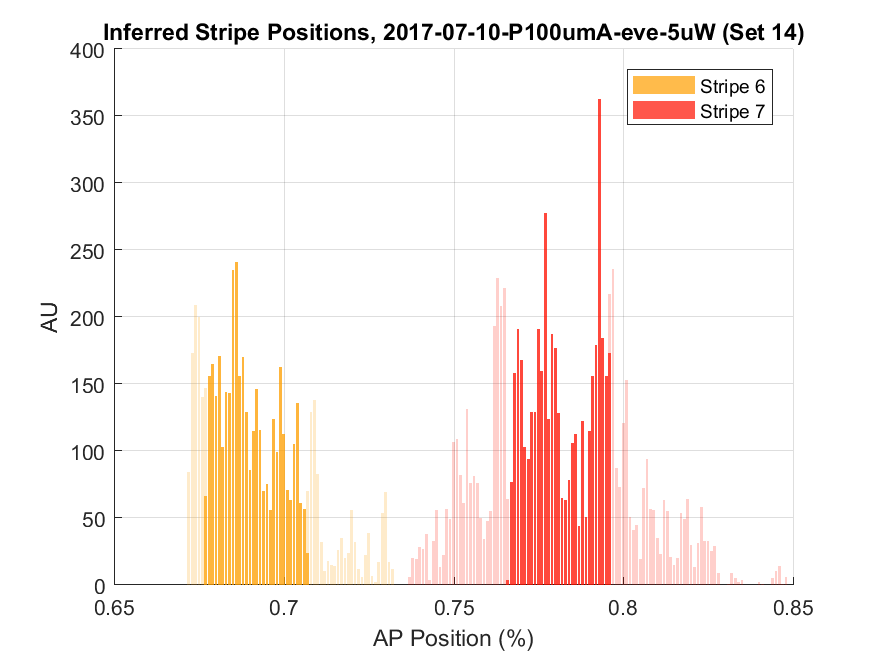 Inferred Stripe Positions, 2017-07-10-P100umA-eve-5uW (Set 14)
400
350
300
250
200
150
100
50
0
AU
Stripe 6
Stripe 7
0.65 0.7 0.75 0.8 0.85
AP Position (%)